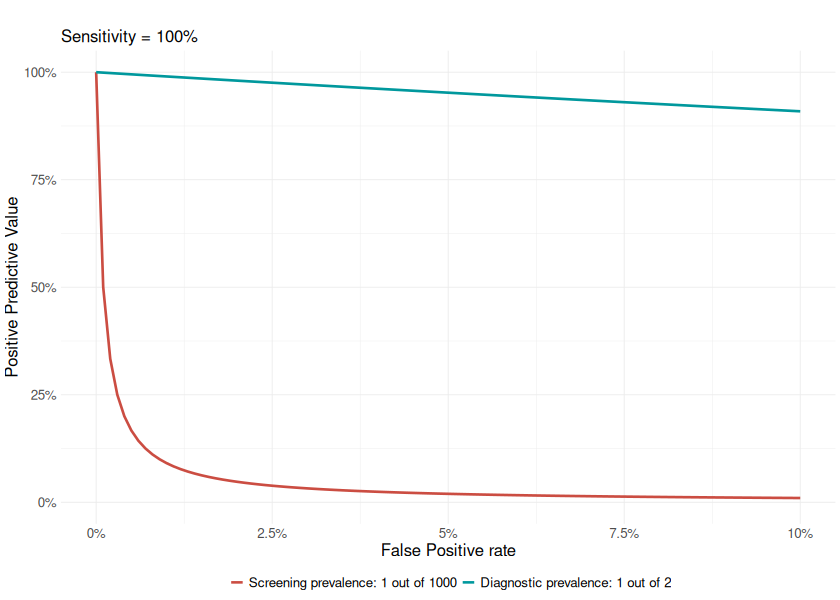 Sensitivity = 100%
100%
75%
50%
25%
0%
Positive Predictive Value
0%
2.5%
5%
7.5%
10%
False Positive rate
Screening prevalence: 1 out of 1000
Diagnostic prevalence: 1 out of 2